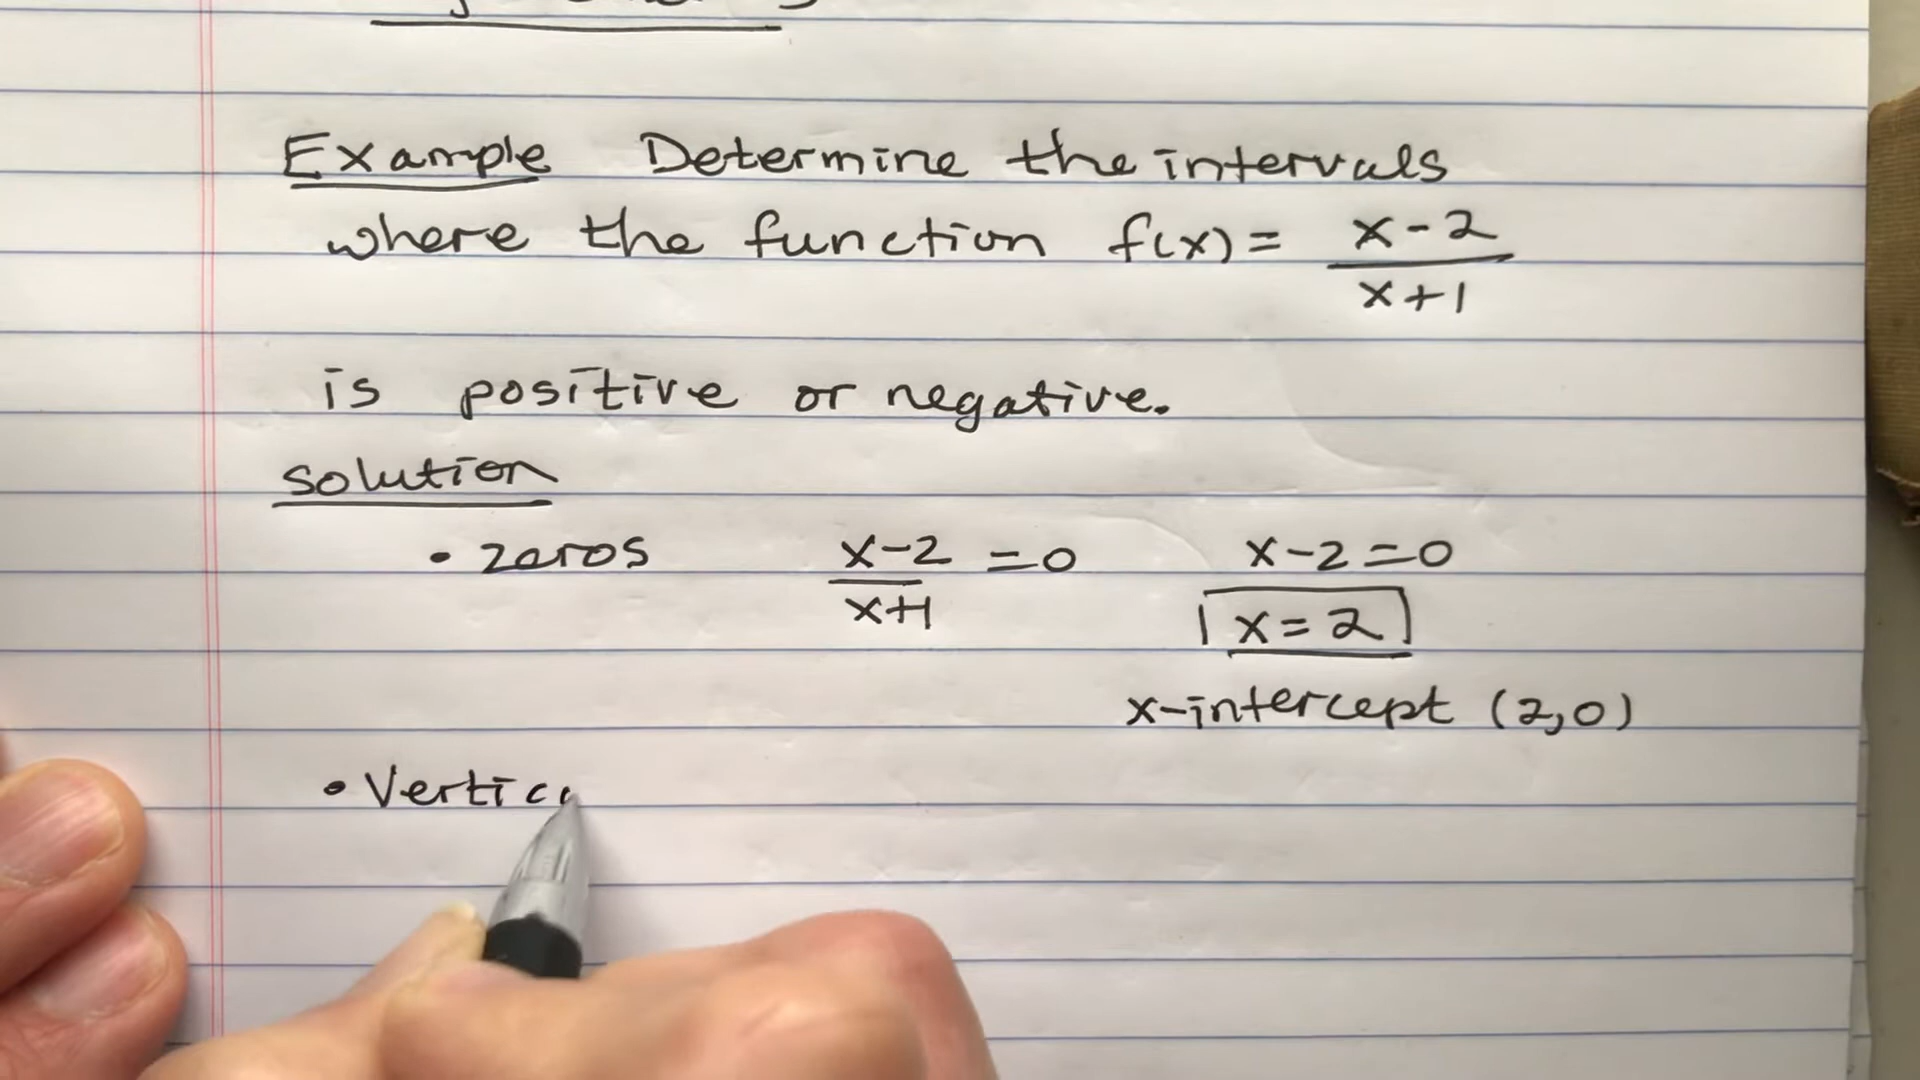 Example Determine the intervals
where the function f(x) = x-2
x+1
is positive or negative.
solution
• zeros x-2 =0 x-2=0
x+1 x=2
x-intercept (2,0)
• Vertica